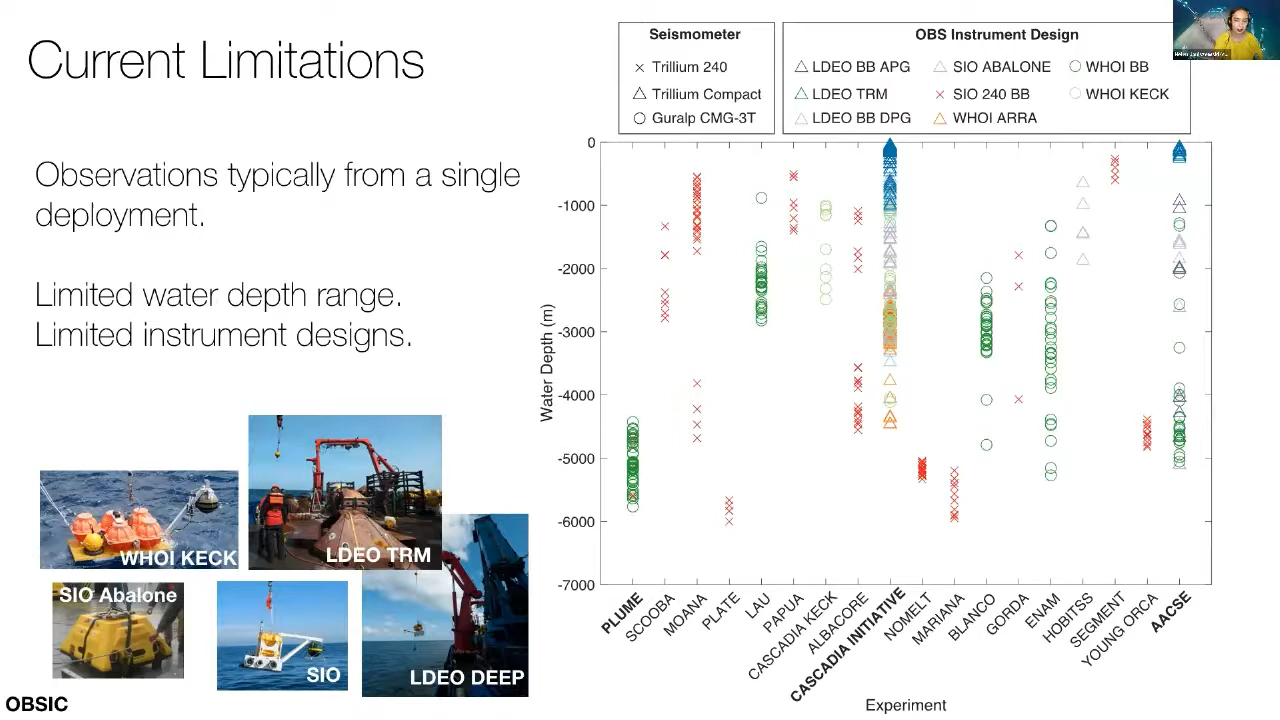 Current Limitations
Observations typically from a single
deployment.
Limited water depth range.
Limited instrument designs.
WHOI KECK
LDEO TRM
SIO Abalone
SIO
LDEO DEEP
OBSIC
Seismometer
Trillium 240
Trillium Compact
Guralp CMG-3T
OBS Instrument Design
LDEO BB APG
SIO ABALONE
WHOI BB
LDEO TRM
SIO 240 BB
WHOI KECK
LDEO BB DPG
WHOI ARRA
Water Depth (m)
0
-1000
-2000
-3000
-4000
-5000
-6000
-7000
PLUME
SCOOBA
MOANA
PLATE
LAU
PAPUA
CASCADIA KECK
ALBACORE
CASCADIA INITIATIVE
NOMELT
MARIANA
BLANCO
GORDA
ENAM
HOBITSS
SEGMENT
YOUNG ORCA
AACSE
Experiment